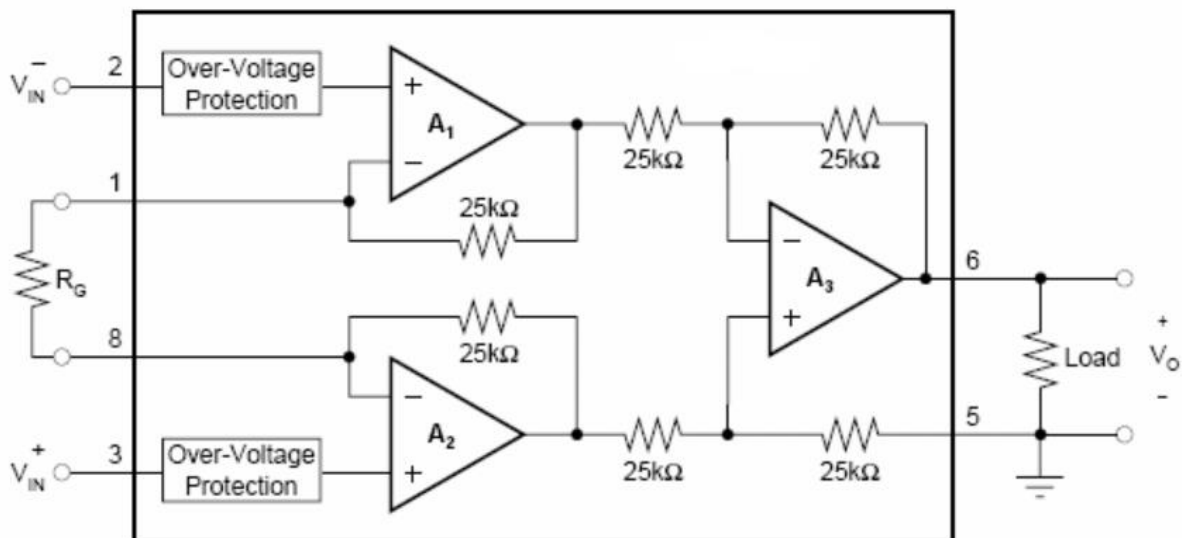 V⁻IN
2
Over-Voltage
Protection
+
A1
−
25kΩ
25kΩ
25kΩ
1
RG
8
−
A3
+
6
+
VO
−
Load
25kΩ
−
A2
+
25kΩ
25kΩ
5
V⁺IN
3
Over-Voltage
Protection